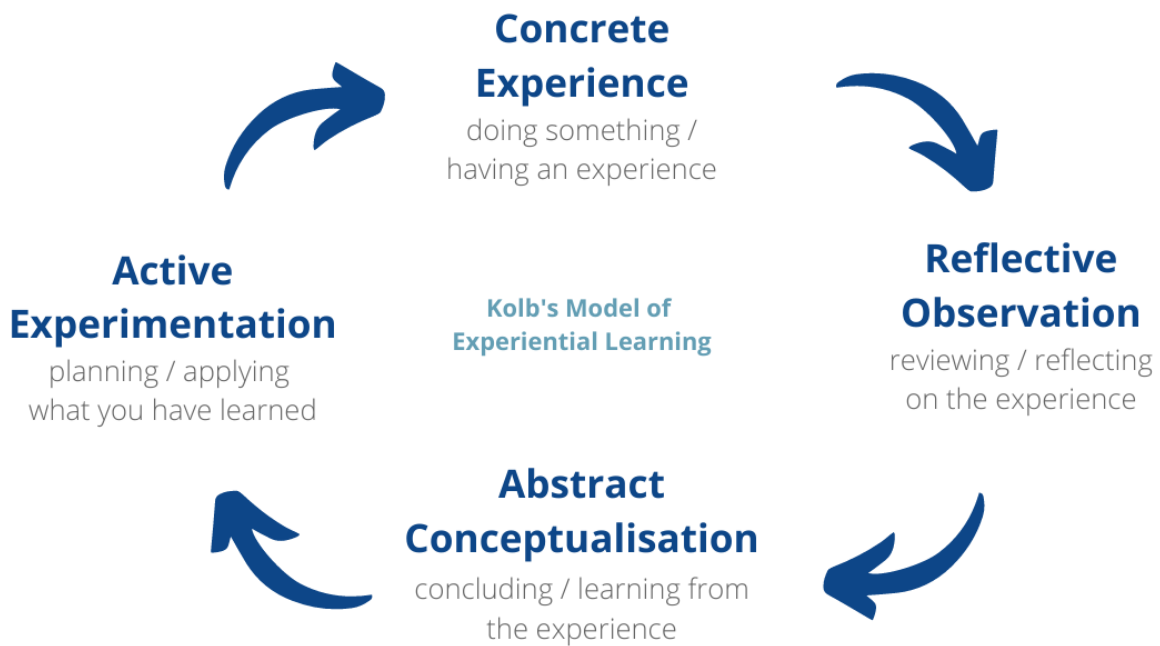 Concrete
Experience
doing something /
having an experience
Reflective
Observation
reviewing / reflecting
on the experience
Abstract
Conceptualisation
concluding / learning from
the experience
Active
Experimentation
planning / applying
what you have learned
Kolb's Model of
Experiential Learning